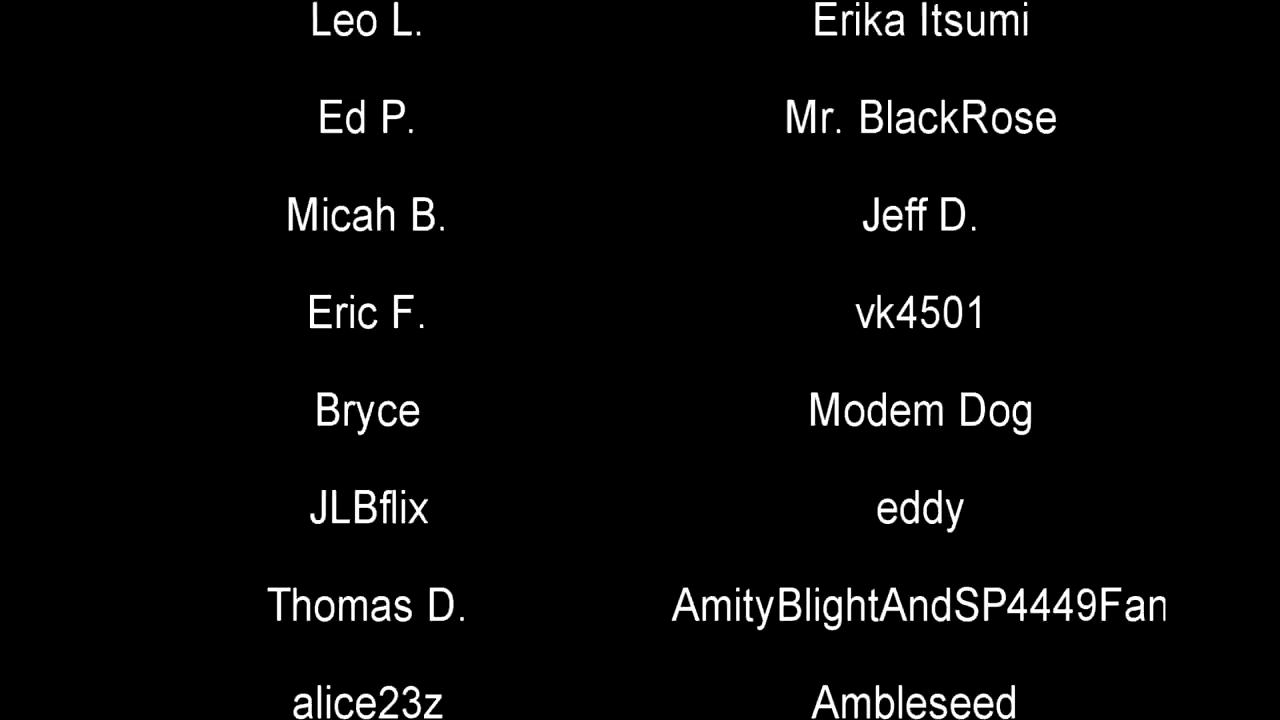 Leo L.
Erika Itsumi
Ed P.
Mr. BlackRose
Micah B.
Jeff D.
Eric F.
vk4501
Bryce
Modem Dog
JLBflix
eddy
Thomas D.
AmityBlightAndSP4449Fan
alice23z
Ambleseed